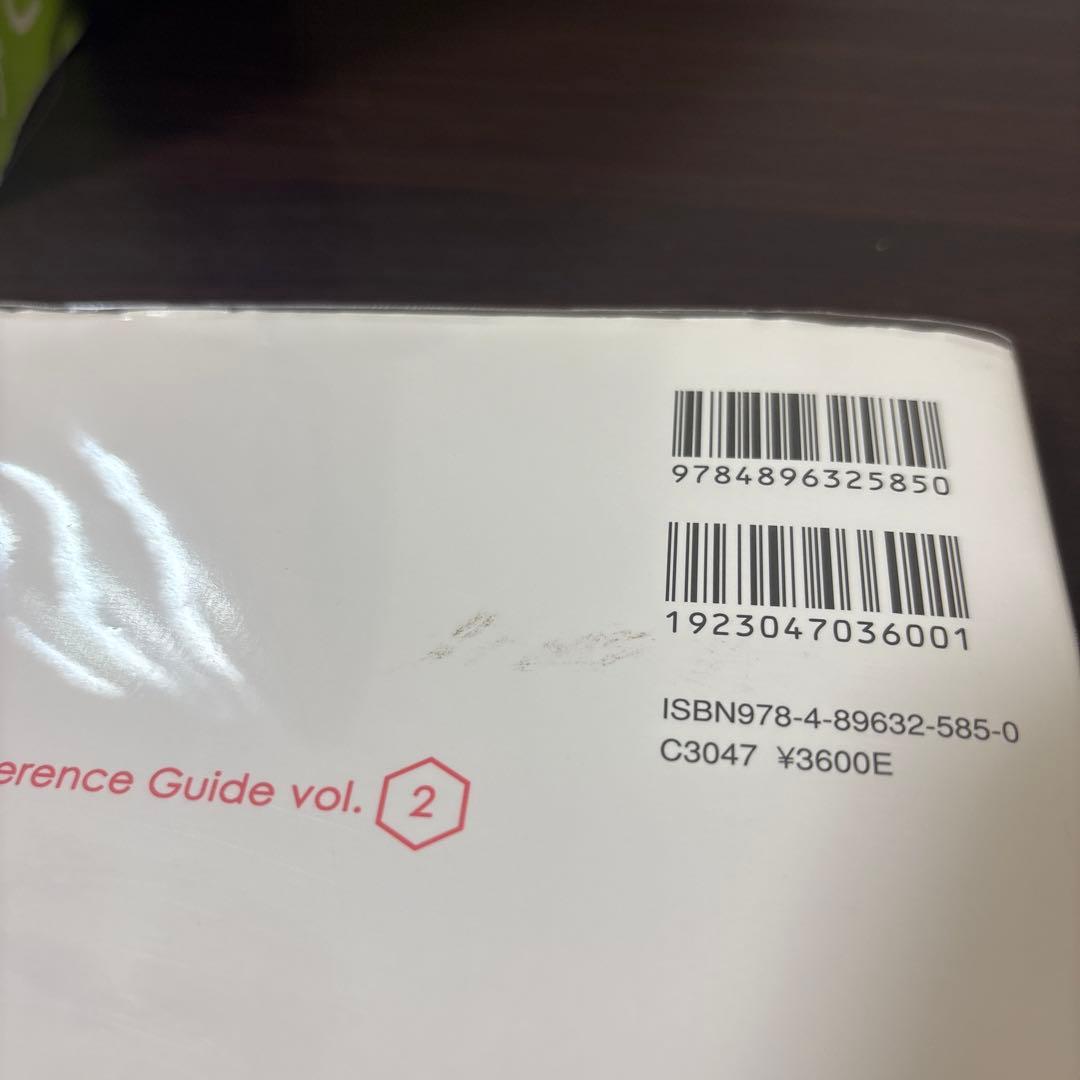 9784896325850
1923047036001
ISBN978-4-89632-585-0
C3047 ¥3600E
erence Guide vol. 2